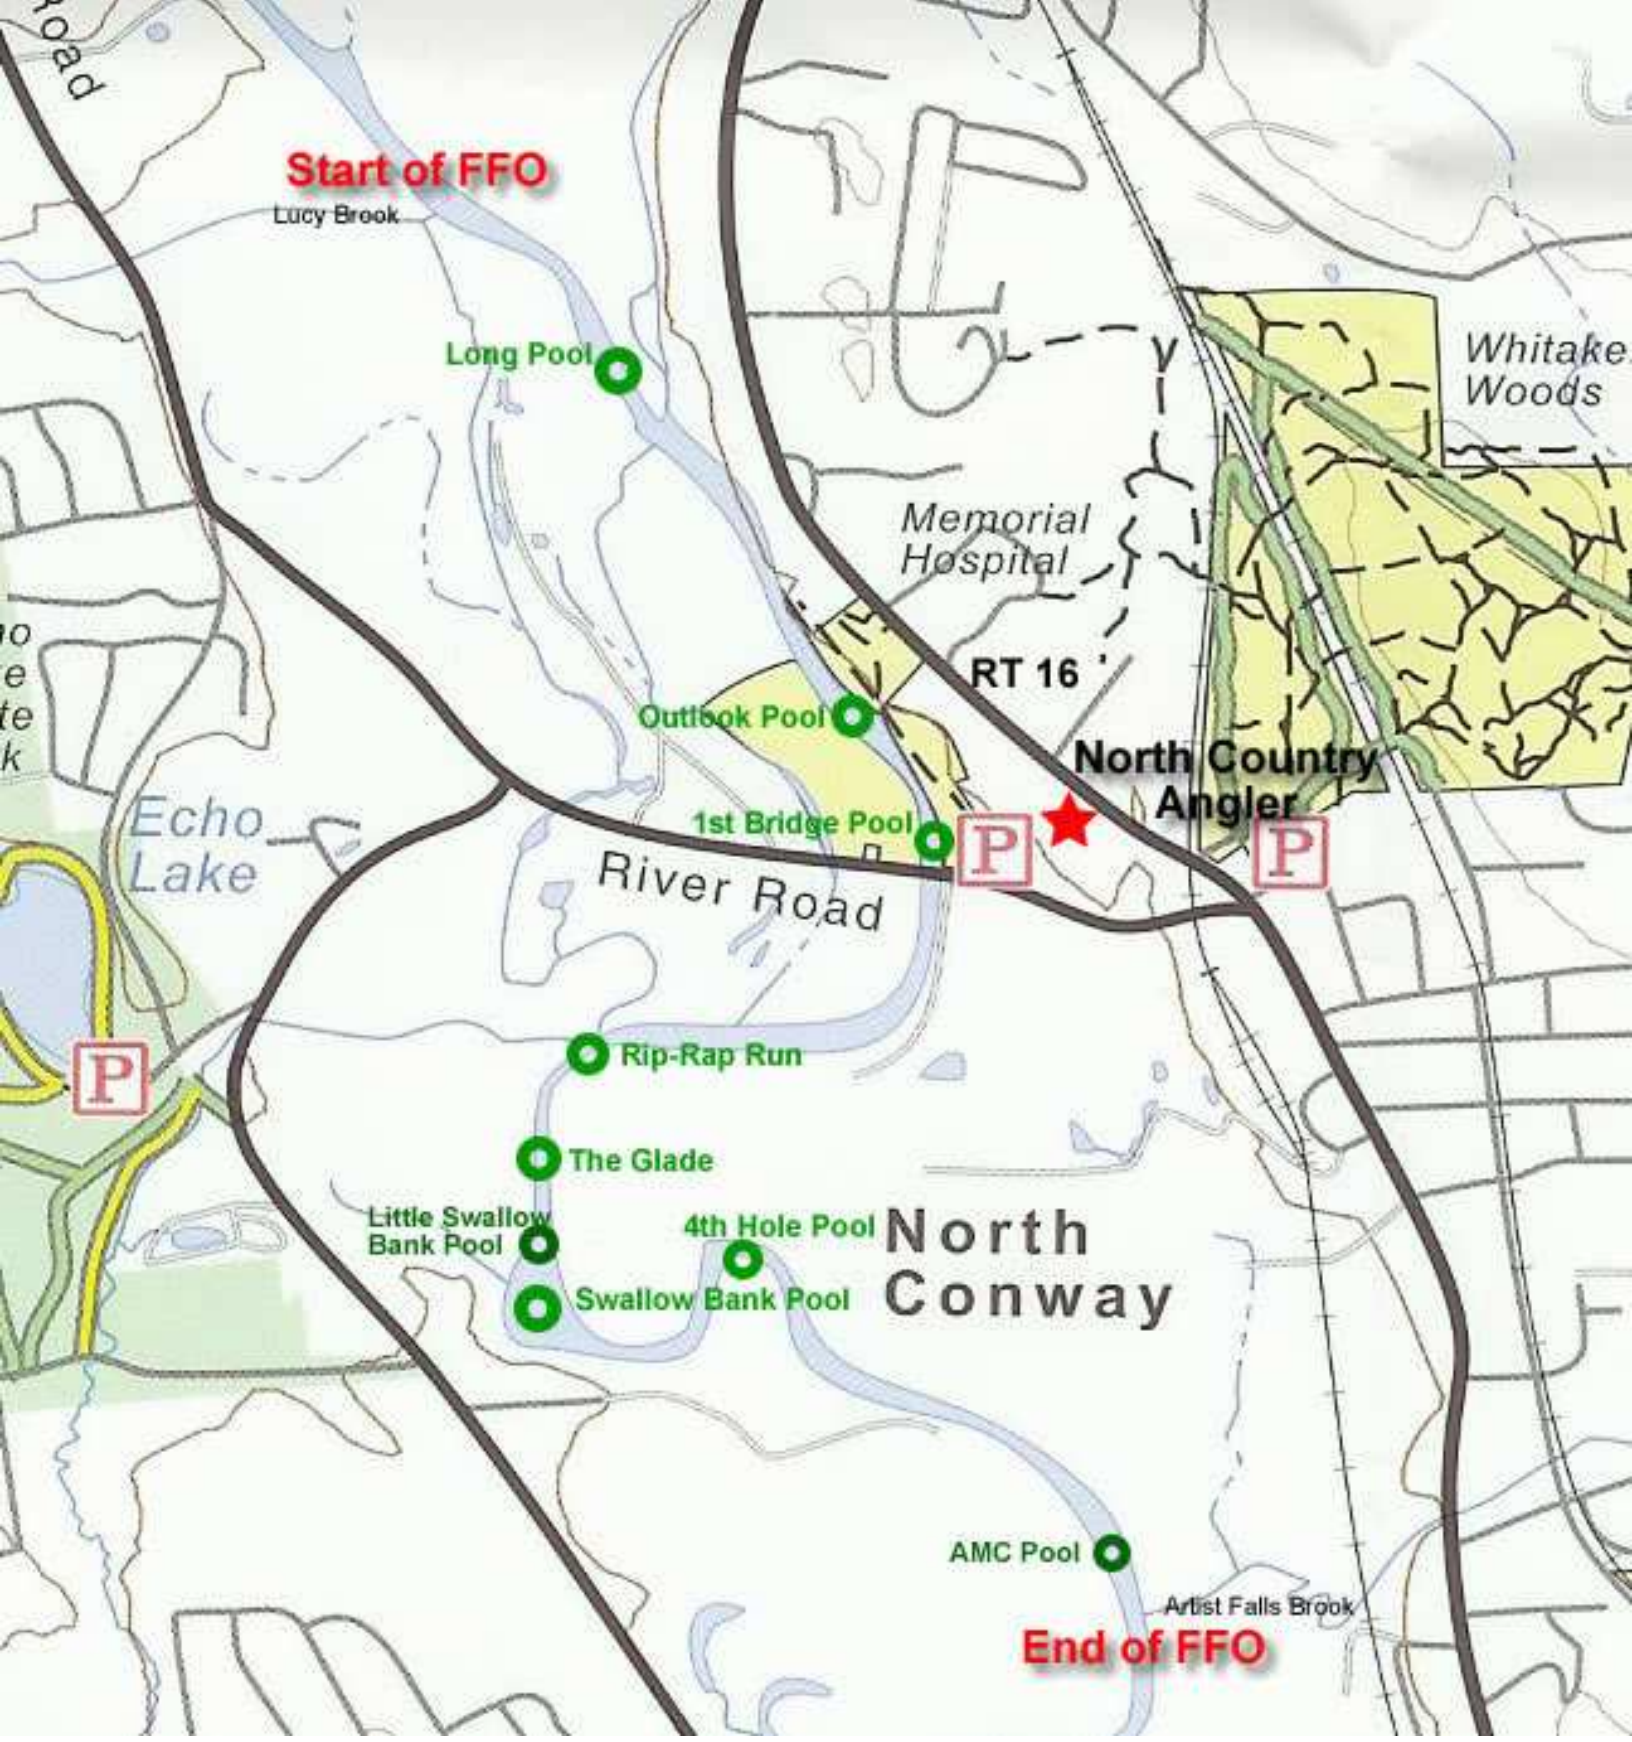 Road
Start of FFO
Lucy Brook
Long Pool
Whitake
Woods
Memorial
Hospital
RT 16
Outlook Pool
North Country
Angler
1st Bridge Pool
P
P
River Road
Echo
Lake
P
Rip-Rap Run
The Glade
Little Swallow
Bank Pool
4th Hole Pool
Swallow Bank Pool
North
Conway
AMC Pool
Artist Falls Brook
End of FFO